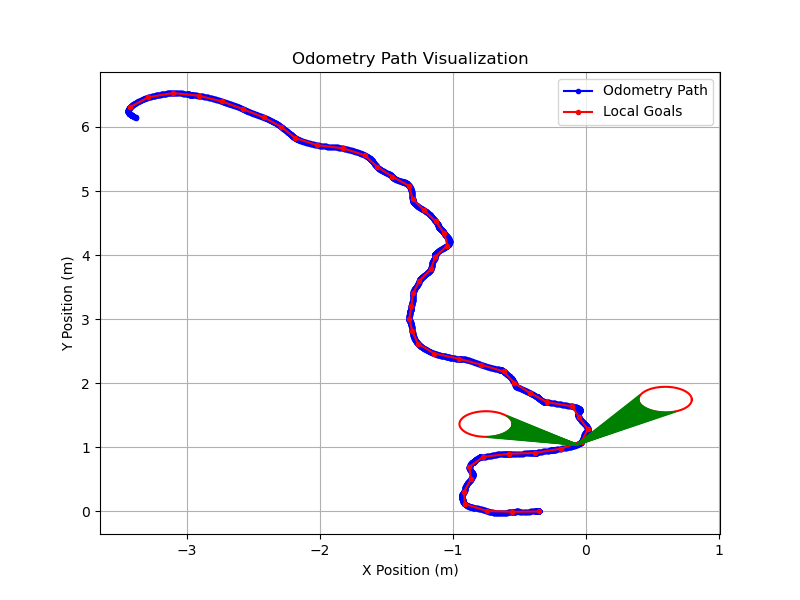 Odometry Path Visualization
Odometry Path
Local Goals
Y Position (m)
6
5
4
3
2
1
0
−3
−2
−1
0
1
X Position (m)